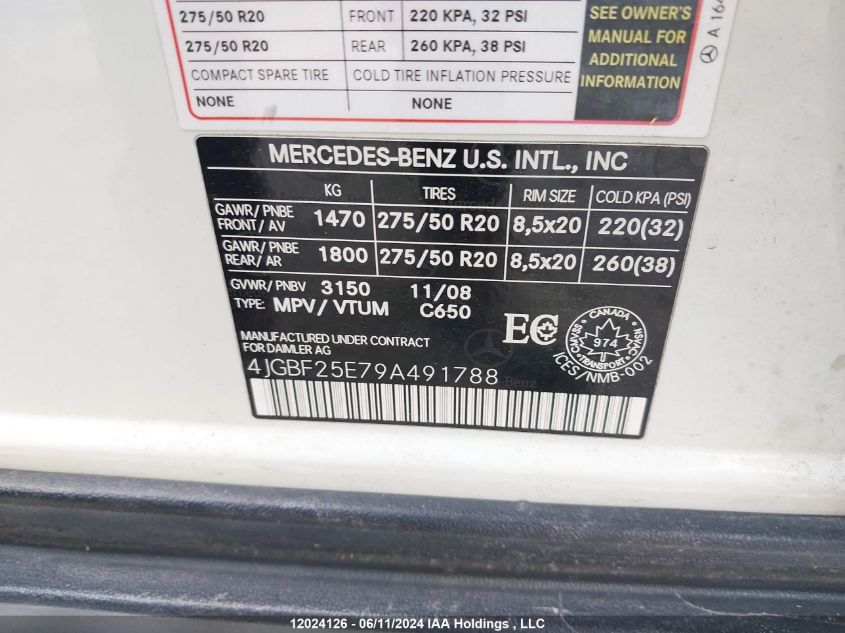 275/50 R20 FRONT 220 KPA, 32 PSI
275/50 R20 REAR 260 KPA, 38 PSI
COMPACT SPARE TIRE COLD TIRE INFLATION PRESSURE
NONE NONE
SEE OWNER'S
MANUAL FOR
ADDITIONAL
INFORMATION
A 164
MERCEDES-BENZ U.S. INTL., INC
KG TIRES RIM SIZE COLD KPA (PSI)
GAWR/ PNBE
FRONT/ AV 1470 275/50 R20 8,5x20 220(32)
GAWR/ PNBE
REAR/ AR 1800 275/50 R20 8,5x20 260(38)
GVWR/ PNBV 3150 11/08
TYPE: MPV/ VTUM C650
MANUFACTURED UNDER CONTRACT
FOR DAIMLER AG
EC
CANADA
974
TRANSPORT
ICES/NMB-002
4JGBF25E79A491788
12024126 - 06/11/2024 IAA Holdings , LLC